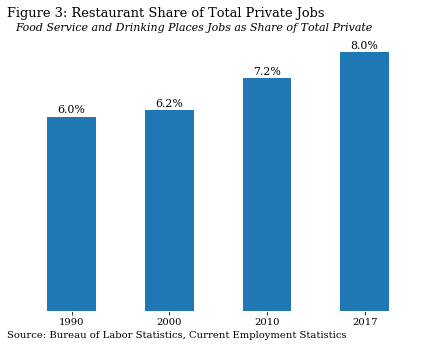 Figure 3: Restaurant Share of Total Private Jobs
Food Service and Drinking Places Jobs as Share of Total Private
6.0%
6.2%
7.2%
8.0%
1990
2000
2010
2017
Source: Bureau of Labor Statistics, Current Employment Statistics